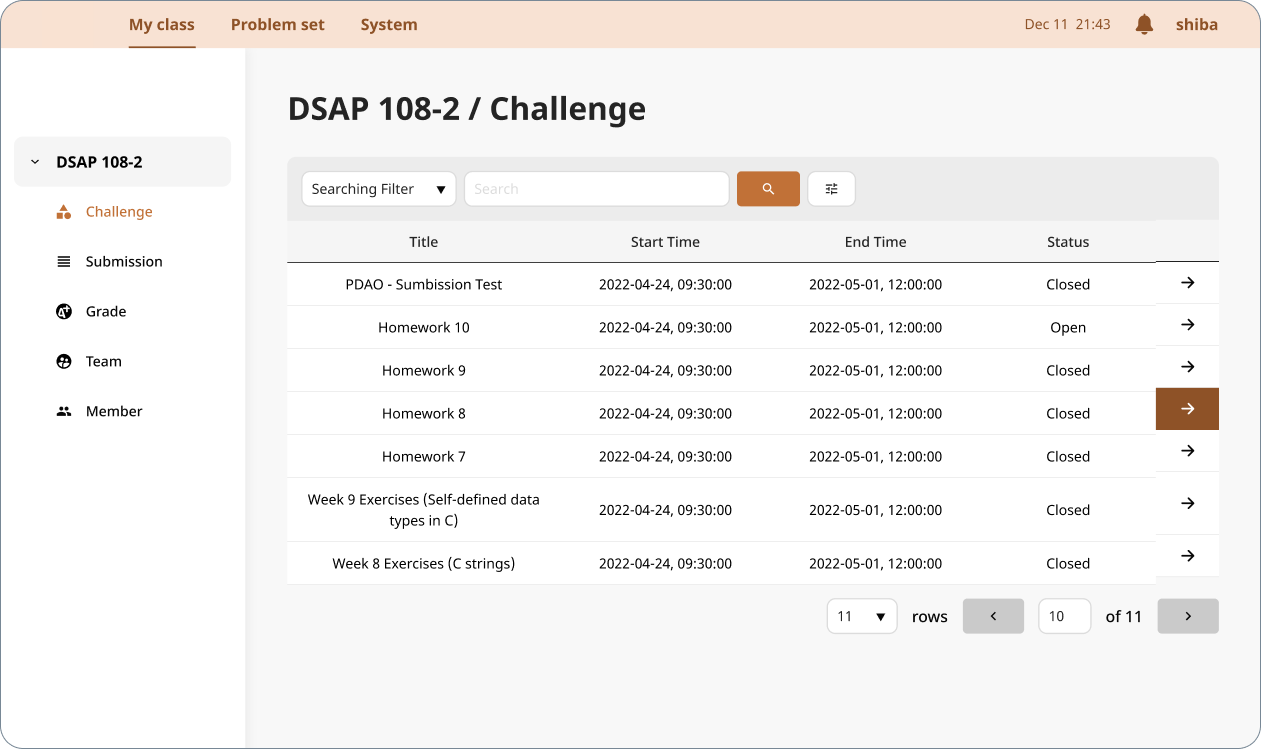 My class Problem set System Dec 11 21:43 shiba
DSAP 108-2 / Challenge
DSAP 108-2
Challenge
Submission
Grade
Team
Member
Searching Filter Search
Title Start Time End Time Status
PDAO - Sumbission Test 2022-04-24, 09:30:00 2022-05-01, 12:00:00 Closed
Homework 10 2022-04-24, 09:30:00 2022-05-01, 12:00:00 Open
Homework 9 2022-04-24, 09:30:00 2022-05-01, 12:00:00 Closed
Homework 8 2022-04-24, 09:30:00 2022-05-01, 12:00:00 Closed
Homework 7 2022-04-24, 09:30:00 2022-05-01, 12:00:00 Closed
Week 9 Exercises (Self-defined data
types in C) 2022-04-24, 09:30:00 2022-05-01, 12:00:00 Closed
Week 8 Exercises (C strings) 2022-04-24, 09:30:00 2022-05-01, 12:00:00 Closed
11 rows 10 of 11